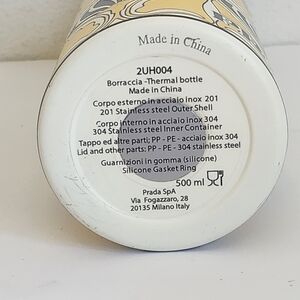 Made in China
2UH004
Borraccia -Thermal bottle
Made in China
Corpo esterno in acciaio inox 201
201 Stainless steel Outer Shell
Corpo interno in acciaio inox 304
304 Stainless steel Inner Container
Tappo ed altre parti; PP - PE - acciaio inox 304
Lid and other parts; PP - PE - 304 stainless steel
Guarnizioni in gomma (silicone)
Silicone Gasket Ring
500 ml
Prada SpA
Via Fogazzaro, 28
20135 Milano Italy